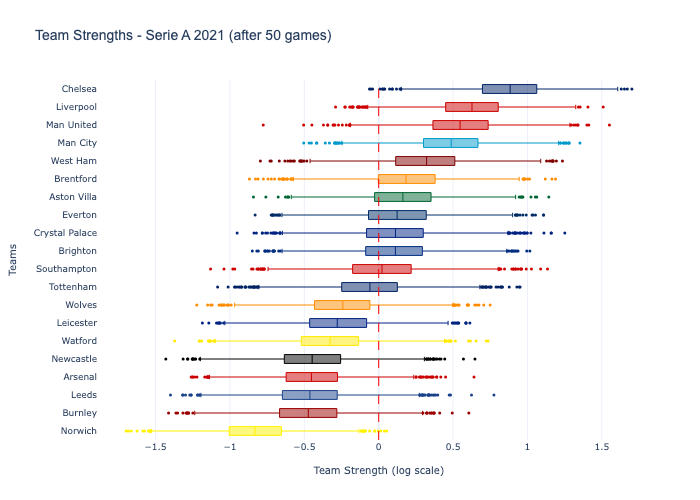 Team Strengths - Serie A 2021 (after 50 games)
Chelsea
Liverpool
Man United
Man City
West Ham
Brentford
Aston Villa
Everton
Crystal Palace
Brighton
Southampton
Tottenham
Wolves
Leicester
Watford
Newcastle
Arsenal
Leeds
Burnley
Norwich
Teams
−1.5 −1 −0.5 0 0.5 1 1.5
Team Strength (log scale)